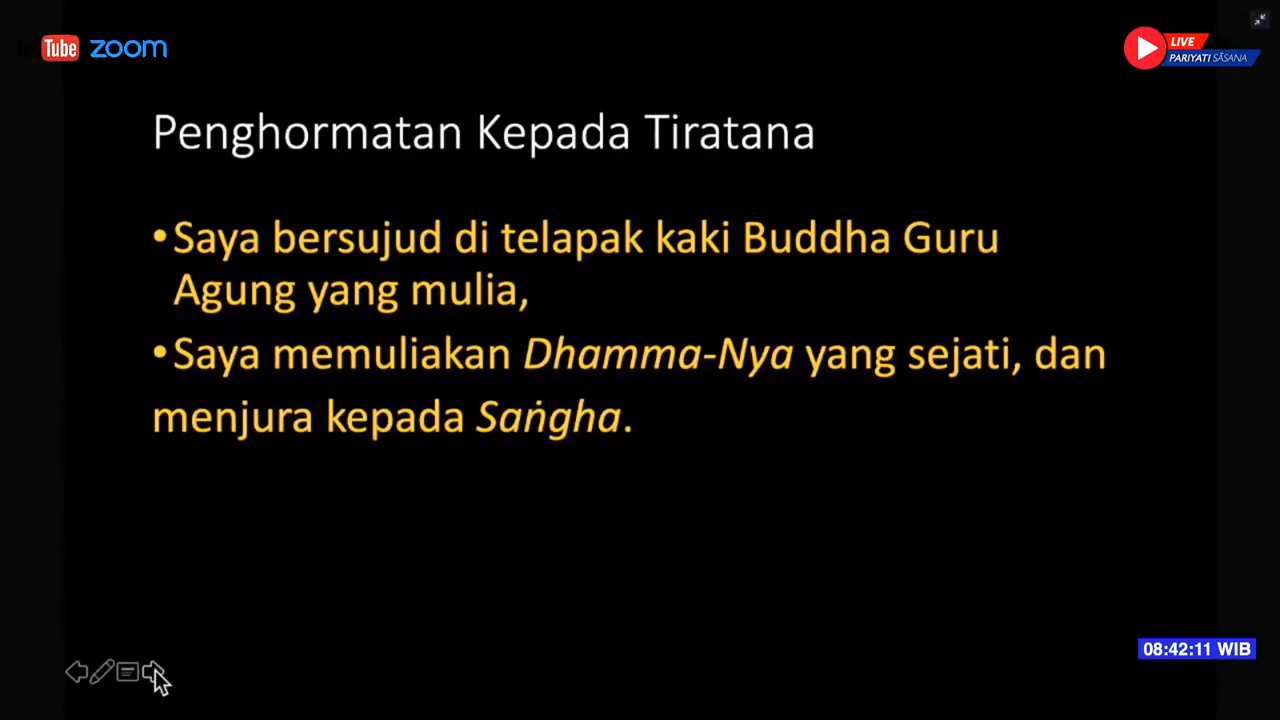 Tube zoom
LIVE
PARIYATI SĀSANA
Penghormatan Kepada Tiratana
•Saya bersujud di telapak kaki Buddha Guru
Agung yang mulia,
•Saya memuliakan Dhamma-Nya yang sejati, dan
menjura kepada Saṅgha.
08:42:11 WIB